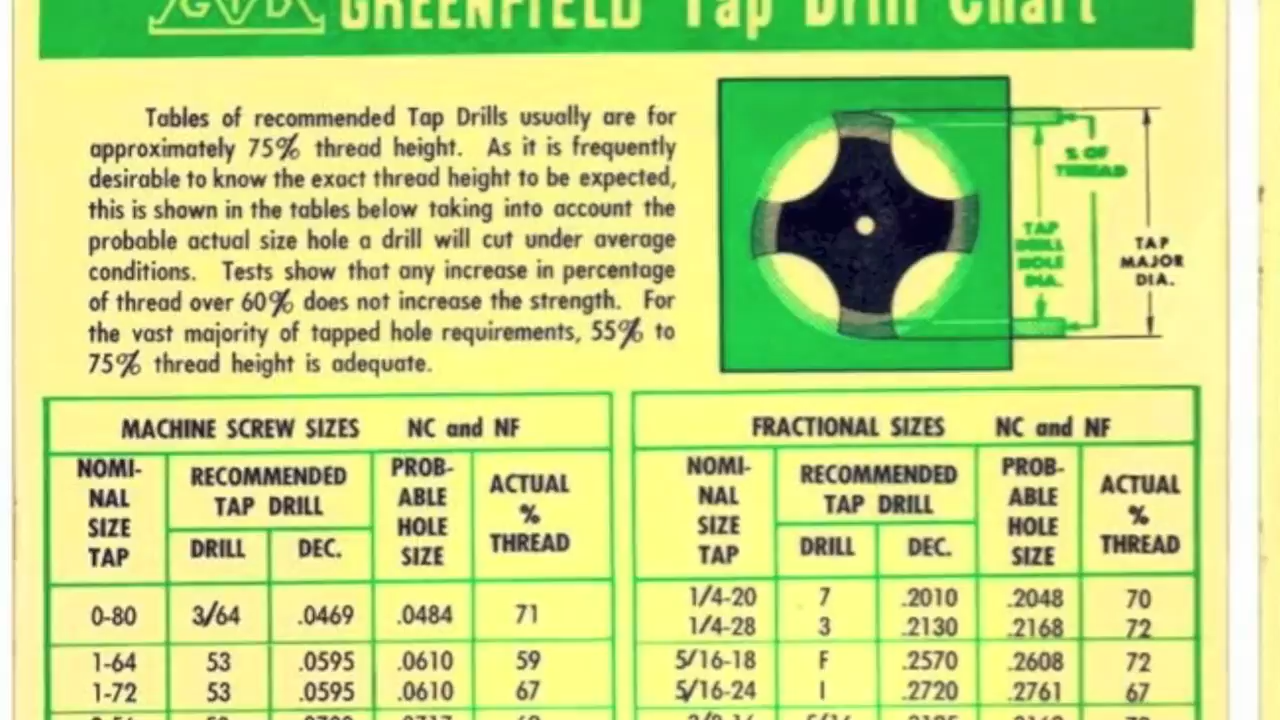 GTD GREENFIELD Tap Drill Chart
Tables of recommended Tap Drills usually are for
approximately 75% thread height. As it is frequently
desirable to know the exact thread height to be expected,
this is shown in the tables below taking into account the
probable actual size hole a drill will cut under average
conditions. Tests show that any increase in percentage
of thread over 60% does not increase the strength. For
the vast majority of tapped hole requirements, 55% to
75% thread height is adequate.
% OF
THREAD
TAP
DRILL
HOLE
DIA.
TAP
MAJOR
DIA.
MACHINE SCREW SIZES NC and NF
NOMI-
NAL
SIZE
TAP
RECOMMENDED
TAP DRILL
DRILL DEC.
PROB-
ABLE
HOLE
SIZE
ACTUAL
%
THREAD
0-80 3/64 .0469 .0484 71
1-64 53 .0595 .0610 59
1-72 53 .0595 .0610 67
FRACTIONAL SIZES NC and NF
NOMI-
NAL
SIZE
TAP
RECOMMENDED
TAP DRILL
DRILL DEC.
PROB-
ABLE
HOLE
SIZE
ACTUAL
%
THREAD
1/4-20 7 .2010 .2048 70
1/4-28 3 .2130 .2168 72
5/16-18 F .2570 .2608 72
5/16-24 I .2720 .2761 67